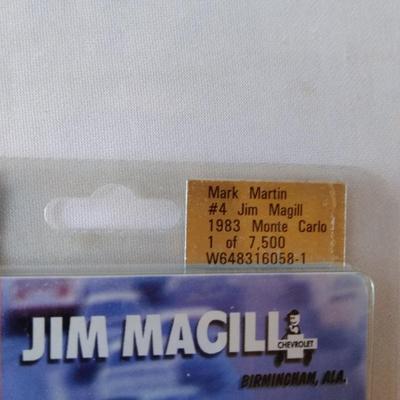 Mark Martin
#4 Jim Magill
1983 Monte Carlo
1 of 7,500
W648316058-1
JIM MAGILL
CHEVROLET
BIRMINGHAM, ALA.